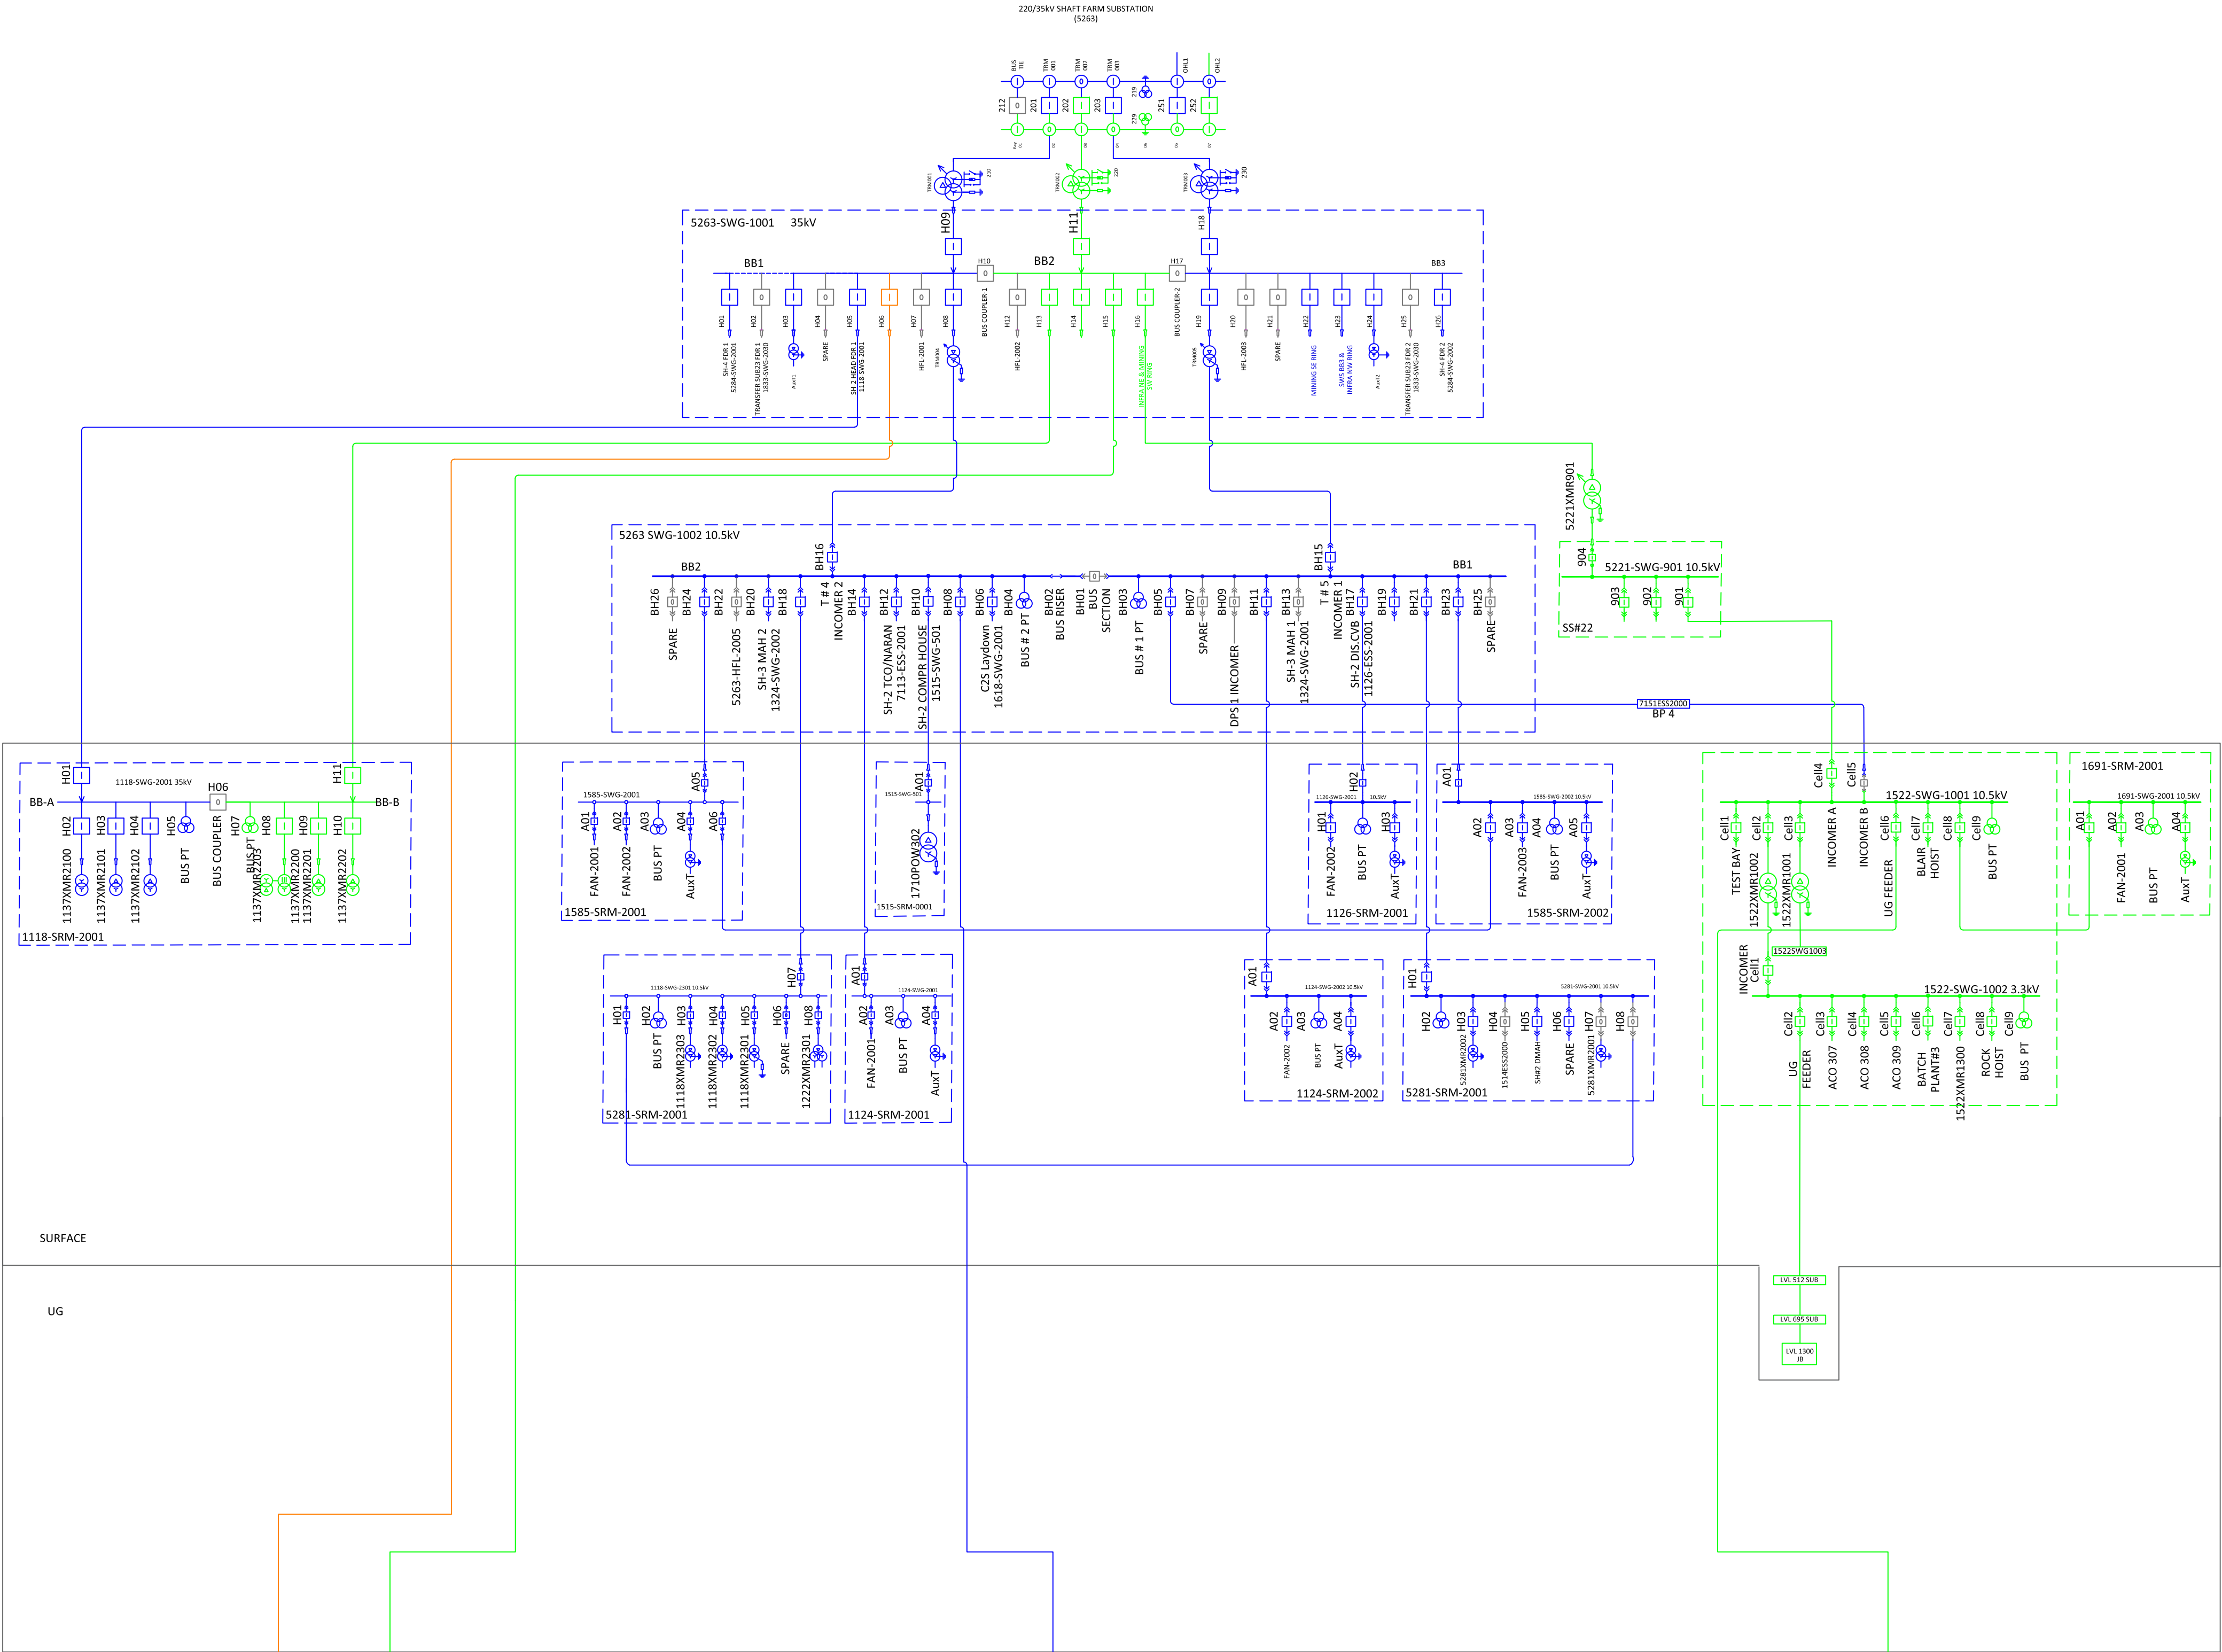 220/35kV SHAFT FARM SUBSTATION
(5263)
BUS TIE
TRM 001
TRM 002
TRM 003
OHL1
OHL2
212
201
202
203
219
229
251
252
Bay 01
02
03
04
05
06
07
TRM001
210
TRM002
220
TRM003
230
5263-SWG-1001 35kV
H09
H11
H18
BB1
H10
BB2
H17
BB3
H01
H02
H03
H04
H05
H06
H07
H08
BUS COUPLER-1
H12
H13
H14
H15
H16
BUS COUPLER-2
H19
H20
H21
H22
H23
H24
H25
H26
SH-4 FDR 1
5284-SWG-2001
TRANSFER SUB23 FDR 1
1833-SWG-2030
AuxT1
SPARE
SH-2 HEAD FDR 1
1118-SWG-2001
HFL-2001
TRM004
HFL-2002
INFRA NE & MINING
SW RING
TRM005
HFL-2003
SPARE
MINING SE RING
SWS BB3 &
INFRA NW RING
AuxT2
TRANSFER SUB23 FDR 2
1833-SWG-2030
SH-4 FDR 2
5284-SWG-2002
5221XMR901
904
5221-SWG-901 10.5kV
903
902
901
SS#22
5263 SWG-1002 10.5kV
BH16
BH15
BB2
BB1
BH26
SPARE
BH24
BH22
5263-HFL-2005
BH20
SH-3 MAH 2
1324-SWG-2002
BH18
T # 4
INCOMER 2
BH14
BH12
SH-2 TCO/NARAN
7113-ESS-2001
BH10
SH-2 COMPR.HOUSE
1515-SWG-501
BH08
BH06
C2S Laydown
1618-SWG-2001
BH04
BUS # 2 PT
BH02
BUS RISER
BH01
BUS
SECTION
BH03
BUS # 1 PT
BH05
BH07
SPARE
BH09
DPS 1 INCOMER
BH11
BH13
SH-3 MAH 1
1324-SWG-2001
T # 5
INCOMER 1
BH17
SH-2 DIS.CVB
1126-ESS-2001
BH19
BH21
BH23
BH25
SPARE
7151ESS2000
BP 4
H01
1118-SWG-2001 35kV
H06
H11
BB-A
BB-B
H02
H03
H04
H05
BUS PT
BUS COUPLER
H07
BUS PT
H08
H09
H10
1137XMR2100
1137XMR2101
1137XMR2102
1137XMR2203
1137XMR2200
1137XMR2201
1137XMR2202
1118-SRM-2001
1585-SWG-2001
A05
A01
A02
A03
A04
A06
FAN-2001
FAN-2002
BUS PT
AuxT
1585-SRM-2001
A01
1515-SWG-501
1710POW302
1515-SRM-0001
H02
1126-SWG-2001 10.5kV
H01
H03
FAN-2002
BUS PT
AuxT
1126-SRM-2001
A01
1585-SWG-2002 10.5kV
A02
A03
A04
A05
FAN-2003
BUS PT
AuxT
1585-SRM-2002
Cell4
Cell5
1522-SWG-1001 10.5kV
Cell1
Cell2
Cell3
INCOMER A
INCOMER B
Cell6
Cell7
Cell8
Cell9
TEST BAY
1522XMR1002
1522XMR1001
UG FEEDER
BLAIR
HOIST
BUS PT
1522SWG1003
INCOMER
Cell1
1522-SWG-1002 3.3kV
Cell2
Cell3
Cell4
Cell5
Cell6
Cell7
Cell8
Cell9
UG
FEEDER
ACO 307
ACO 308
ACO 309
BATCH
PLANT#3
1522XMR1300
ROCK
HOIST
BUS PT
1691-SRM-2001
1691-SWG-2001 10.5kV
A01
A02
A03
A04
FAN-2001
BUS PT
AuxT
H07
1118-SWG-2301 10.5kV
H01
H02
H03
H04
H05
H06
H08
BUS PT
1118XMR2303
1118XMR2302
1118XMR2301
SPARE
1222XMR2301
5281-SRM-2001
A01
1124-SWG-2001
A02
A03
A04
FAN-2001
BUS PT
AuxT
1124-SRM-2001
A01
1124-SWG-2002 10.5kV
A02
A03
A04
FAN-2002
BUS PT
AuxT
1124-SRM-2002
H01
5281-SWG-2001 10.5kV
H02
H03
H04
H05
H06
H07
H08
5281XMR2002
1514ESS2000
SH#2 DMAH
SPARE
5281XMR2001
5281-SRM-2001
SURFACE
UG
LVL 512 SUB
LVL 695 SUB
LVL 1300
JB